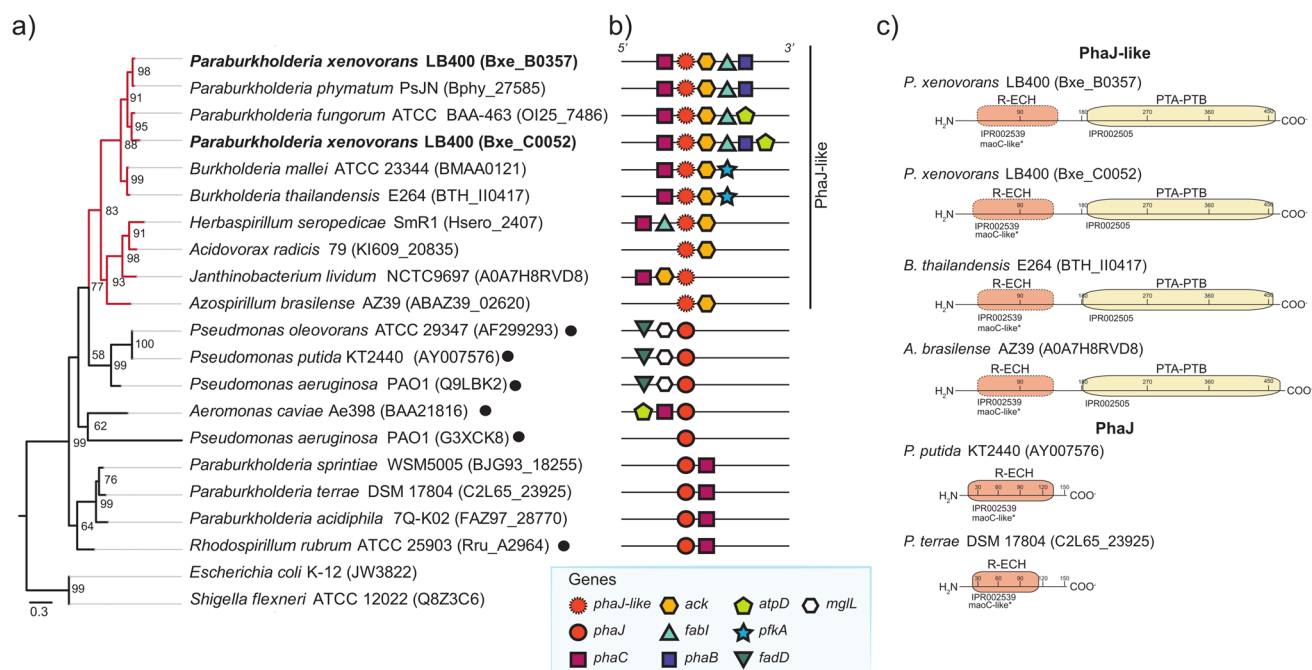 a)
Paraburkholderia xenovorans LB400 (Bxe_B0357)
Paraburkholderia phymatum PsJN (Bphy_27585)
Paraburkholderia fungorum ATCC BAA-463 (OI25_7486)
Paraburkholderia xenovorans LB400 (Bxe_C0052)
Burkholderia mallei ATCC 23344 (BMAA0121)
Burkholderia thailandensis E264 (BTH_II0417)
Herbaspirillum seropedicae SmR1 (Hsero_2407)
Acidovorax radicis 79 (KI609_20835)
Janthinobacterium lividum NCTC9697 (A0A7H8RVD8)
Azospirillum brasilense AZ39 (ABAZ39_02620)
Pseudmonas oleovorans ATCC 29347 (AF299293)
Pseudomonas putida KT2440 (AY007576)
Pseudomonas aeruginosa PAO1 (Q9LBK2)
Aeromonas caviae Ae398 (BAA21816)
Pseudomonas aeruginosa PAO1 (G3XCK8)
Paraburkholderia sprintiae WSM5005 (BJG93_18255)
Paraburkholderia terrae DSM 17804 (C2L65_23925)
Paraburkholderia acidiphila 7Q-K02 (FAZ97_28770)
Rhodospirillum rubrum ATCC 25903 (Rru_A2964)
Escherichia coli K-12 (JW3822)
Shigella flexneri ATCC 12022 (Q8Z3C6)
98
91
95
88
99
83
91
98
93
77
100
58
99
62
99
76
99
64
99
0.3
b)
5' 3'
PhaJ-like
Genes
phaJ-like ack atpD mglL
phaJ fabI pfkA
phaC phaB fadD
c)
PhaJ-like
P. xenovorans LB400 (Bxe_B0357)
R-ECH PTA-PTB
90 180 270 360 450
H2N COO-
IPR002539 IPR002505
maoC-like*
P. xenovorans LB400 (Bxe_C0052)
R-ECH PTA-PTB
90 180 270 360 450
H2N COO-
IPR002539 IPR002505
maoC-like*
B. thailandensis E264 (BTH_II0417)
R-ECH PTA-PTB
90 180 270 360 450
H2N COO-
IPR002539 IPR002505
maoC-like*
A. brasilense AZ39 (A0A7H8RVD8)
R-ECH PTA-PTB
90 180 270 360 450
H2N COO-
IPR002539 IPR002505
maoC-like*
PhaJ
P. putida KT2440 (AY007576)
R-ECH
30 60 90 120 150
H2N COO-
IPR002539
maoC-like*
P. terrae DSM 17804 (C2L65_23925)
R-ECH
30 60 90 120 150
H2N COO-
IPR002539
maoC-like*